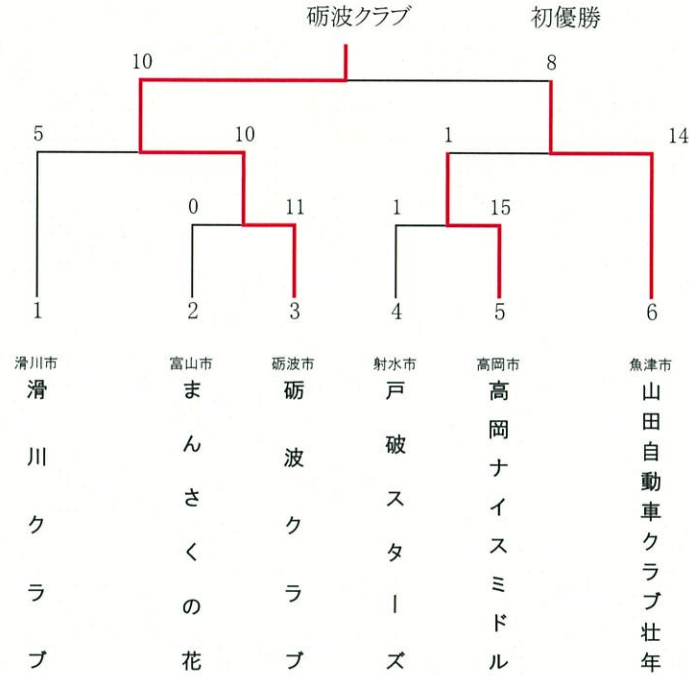 砺波クラブ 初優勝
10 8
5 10 1 14
0 11 1 15
1 2 3 4 5 6
滑川市 富山市 砺波市 射水市 高岡市 魚津市
滑川クラブ
まんさくの花
砺波クラブ
戸破スターズ
高岡ナイスミドル
山田自動車クラブ壮年